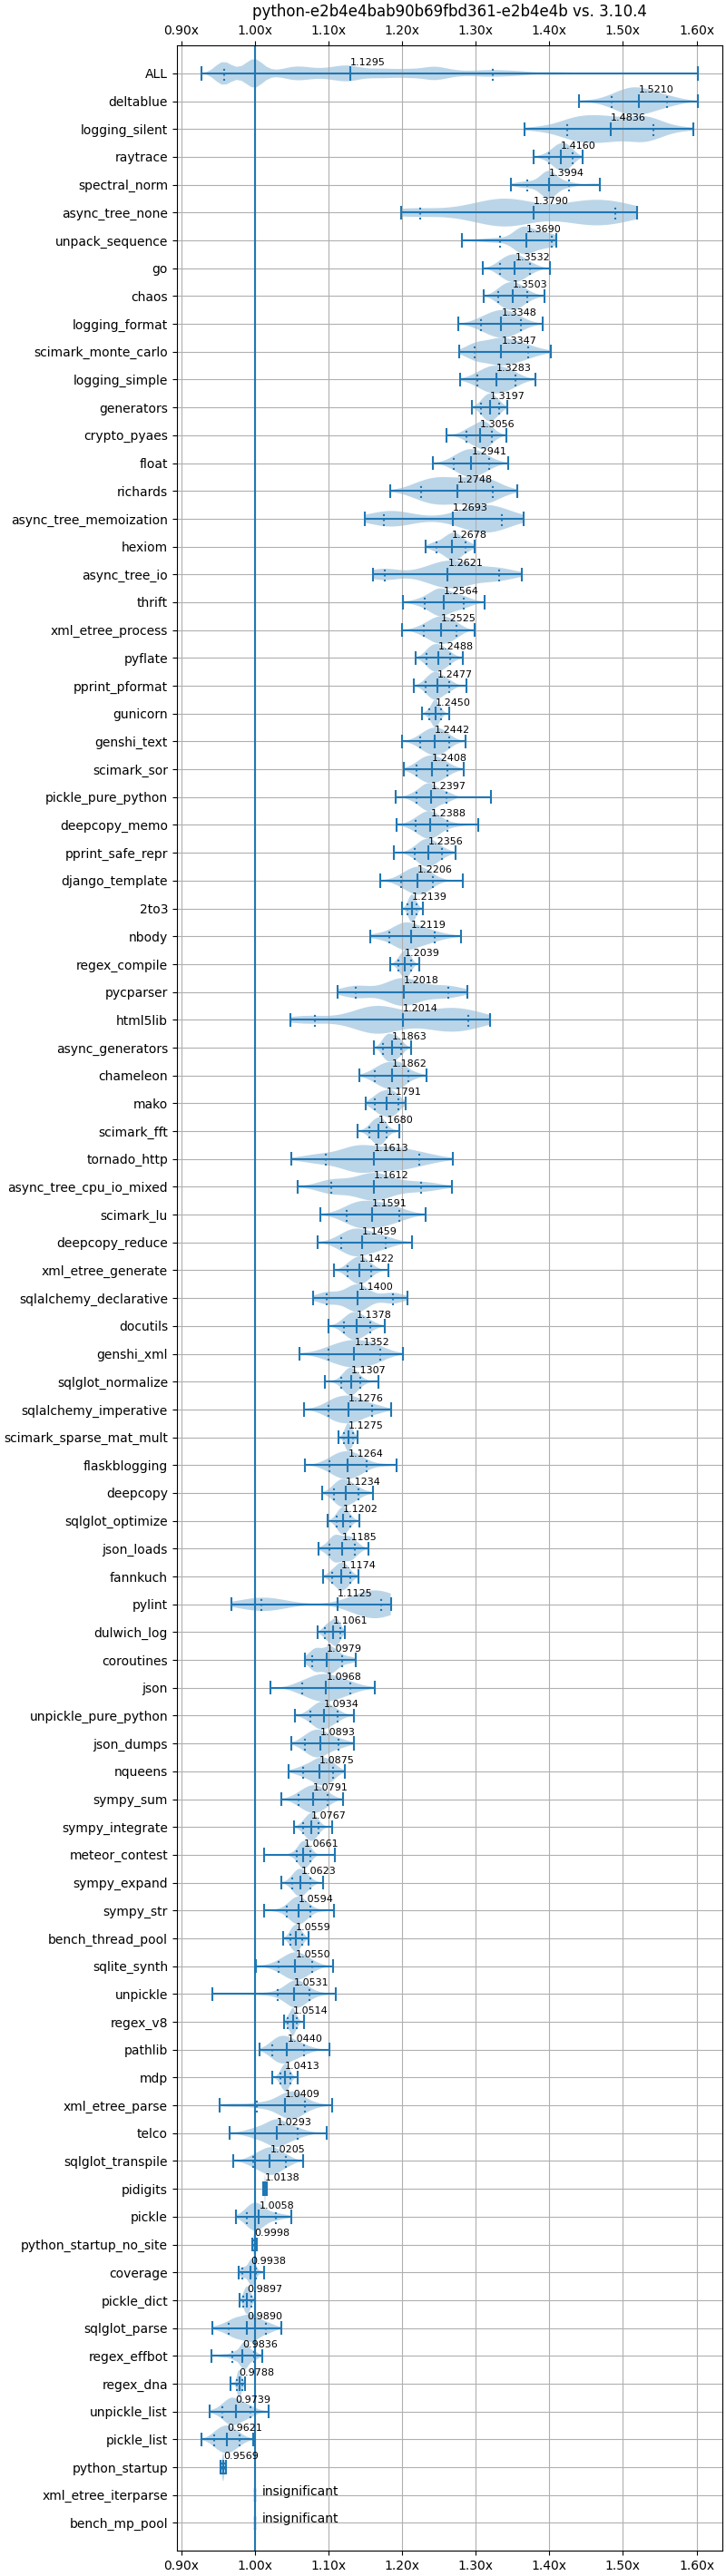 python-e2b4e4bab90b69fbd361-e2b4e4b vs. 3.10.4
0.90x 1.00x 1.10x 1.20x 1.30x 1.40x 1.50x 1.60x
ALL 1.1295
deltablue 1.5210
logging_silent 1.4836
raytrace 1.4160
spectral_norm 1.3994
async_tree_none 1.3790
unpack_sequence 1.3690
go 1.3532
chaos 1.3503
logging_format 1.3348
scimark_monte_carlo 1.3347
logging_simple 1.3283
generators 1.3197
crypto_pyaes 1.3056
float 1.2941
richards 1.2748
async_tree_memoization 1.2693
hexiom 1.2678
async_tree_io 1.2621
thrift 1.2564
xml_etree_process 1.2525
pyflate 1.2488
pprint_pformat 1.2477
gunicorn 1.2450
genshi_text 1.2442
scimark_sor 1.2408
pickle_pure_python 1.2397
deepcopy_memo 1.2388
pprint_safe_repr 1.2356
django_template 1.2206
2to3 1.2139
nbody 1.2119
regex_compile 1.2039
pycparser 1.2018
html5lib 1.2014
async_generators 1.1863
chameleon 1.1862
mako 1.1791
scimark_fft 1.1680
tornado_http 1.1613
async_tree_cpu_io_mixed 1.1612
scimark_lu 1.1591
deepcopy_reduce 1.1459
xml_etree_generate 1.1422
sqlalchemy_declarative 1.1400
docutils 1.1378
genshi_xml 1.1352
sqlglot_normalize 1.1307
sqlalchemy_imperative 1.1276
scimark_sparse_mat_mult 1.1275
flaskblogging 1.1264
deepcopy 1.1234
sqlglot_optimize 1.1202
json_loads 1.1185
fannkuch 1.1174
pylint 1.1125
dulwich_log 1.1061
coroutines 1.0979
json 1.0968
unpickle_pure_python 1.0934
json_dumps 1.0893
nqueens 1.0875
sympy_sum 1.0791
sympy_integrate 1.0767
meteor_contest 1.0661
sympy_expand 1.0623
sympy_str 1.0594
bench_thread_pool 1.0559
sqlite_synth 1.0550
unpickle 1.0531
regex_v8 1.0514
pathlib 1.0440
mdp 1.0413
xml_etree_parse 1.0409
telco 1.0293
sqlglot_transpile 1.0205
pidigits 1.0138
pickle 1.0058
python_startup_no_site 0.9998
coverage 0.9938
pickle_dict 0.9897
sqlglot_parse 0.9890
regex_effbot 0.9836
regex_dna 0.9788
unpickle_list 0.9739
pickle_list 0.9621
python_startup 0.9569
xml_etree_iterparse insignificant
bench_mp_pool insignificant
0.90x 1.00x 1.10x 1.20x 1.30x 1.40x 1.50x 1.60x